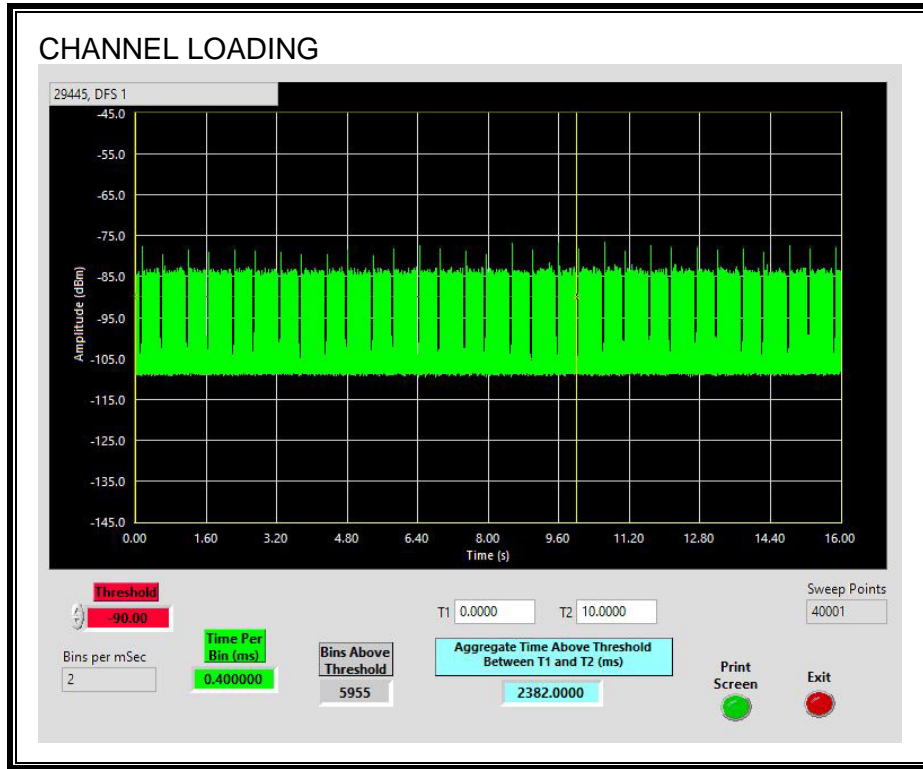 CHANNEL LOADING
29445, DFS 1
-45.0
-55.0
-65.0
-75.0
-85.0
-95.0
-105.0
-115.0
-125.0
-135.0
-145.0
Amplitude (dBm)
0.00 1.60 3.20 4.80 6.40 8.00 9.60 11.20 12.80 14.40 16.00
Time (s)
Threshold
-90.00
Bins per mSec
2
Time Per
Bin (ms)
0.400000
Bins Above
Threshold
5955
T1 0.0000 T2 10.0000
Aggregate Time Above Threshold
Between T1 and T2 (ms)
2382.0000
Sweep Points
40001
Print
Screen
Exit